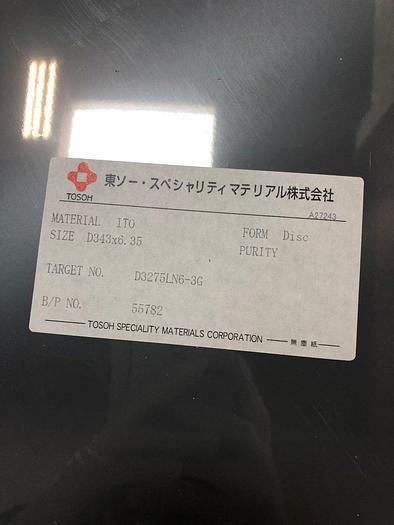 東ソー・スペシャリティマテリアル株式会社
TOSOH
A27243
MATERIAL ITO FORM Disc
SIZE D343x6.35 PURITY
TARGET NO. D3275LN6-3G
B/P NO. 55782
TOSOH SPECIALITY MATERIALS CORPORATION 無塵紙